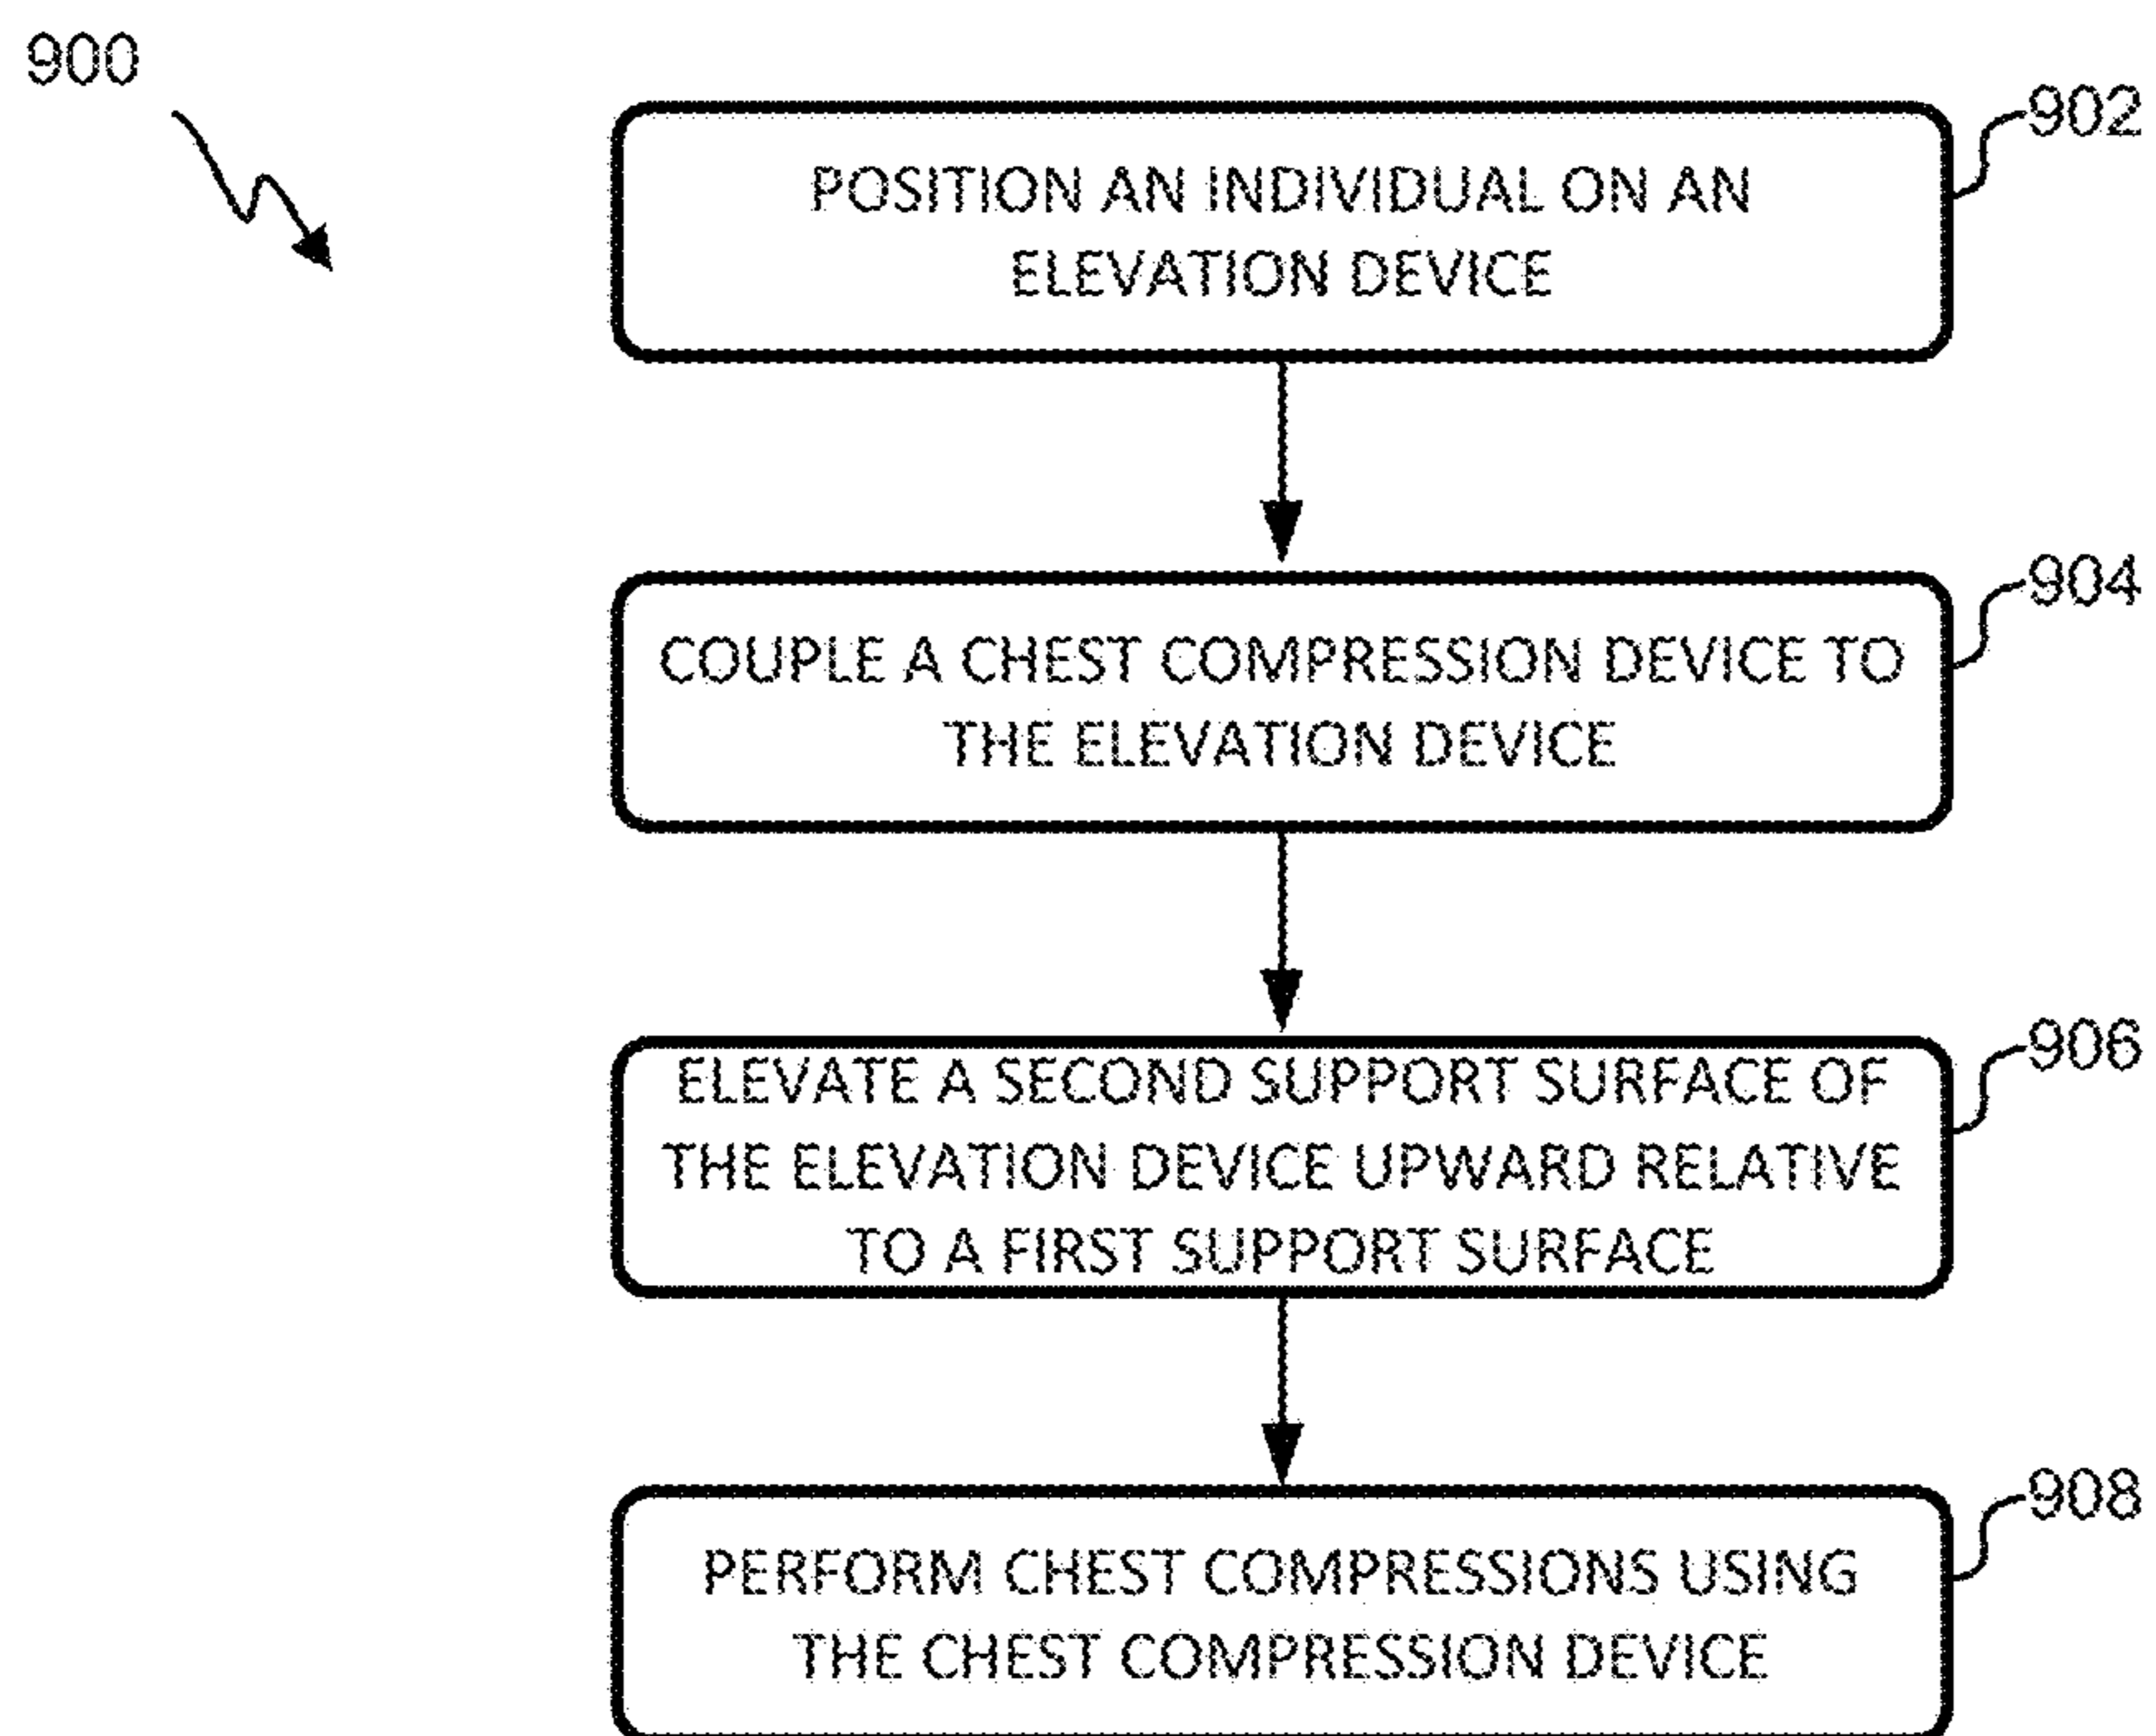 900
902
POSITION AN INDIVIDUAL ON AN
ELEVATION DEVICE
904
COUPLE A CHEST COMPRESSION DEVICE TO
THE ELEVATION DEVICE
906
ELEVATE A SECOND SUPPORT SURFACE OF
THE ELEVATION DEVICE UPWARD RELATIVE
TO A FIRST SUPPORT SURFACE
908
PERFORM CHEST COMPRESSIONS USING
THE CHEST COMPRESSION DEVICE